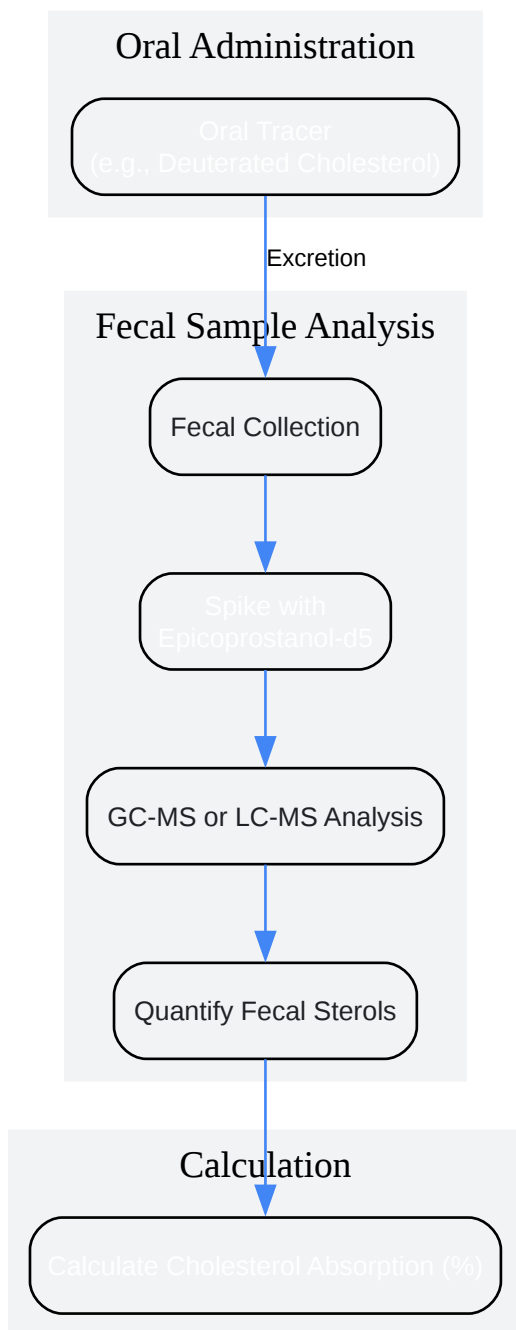 Oral Administration
Oral Tracer
(e.g., Deuterated Cholesterol)
Excretion
Fecal Sample Analysis
Fecal Collection
Spike with
Epicoprostanol-d5
GC-MS or LC-MS Analysis
Quantify Fecal Sterols
Calculation
Calculate Cholesterol Absorption (%)